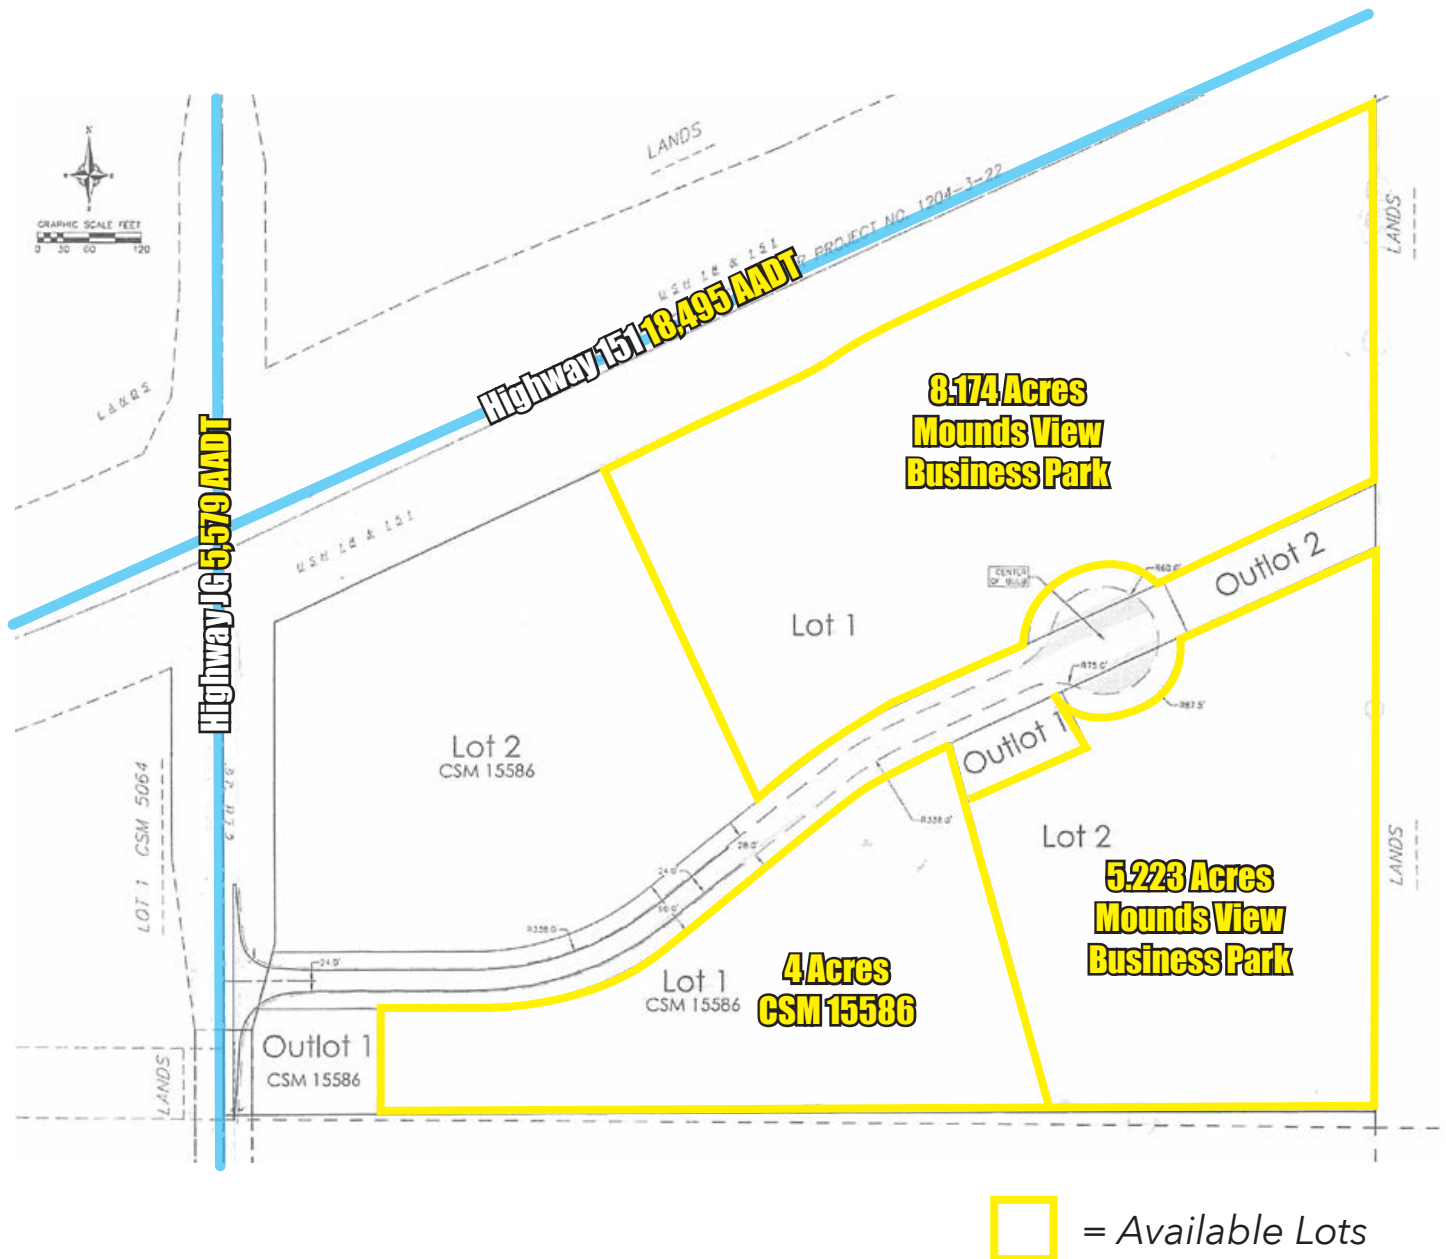 N
GRAPHIC SCALE FEET
0 30 60 120
LANDS
LANDS
USH 18 & 151
PROJECT NO. 1204-3-22
Highway 151 18,495 AADT
LANDS
Highway JG 5,579 AADT
USH 18 & 151
8.174 Acres
Mounds View
Business Park
CENTER
OF BULB
R60.0'
Outlot 2
Lot 1
R75.0'
R87.5'
Outlot 1
Lot 2
CSM 15586
LOT 1 CSM 5064
R338.0'
Lot 2
5.223 Acres
Mounds View
Business Park
28.0'
24.0'
66.0'
R338.0
24.0'
Lot 1
CSM 15586
4 Acres
CSM 15586
LANDS
Outlot 1
CSM 15586
LANDS
= Available Lots